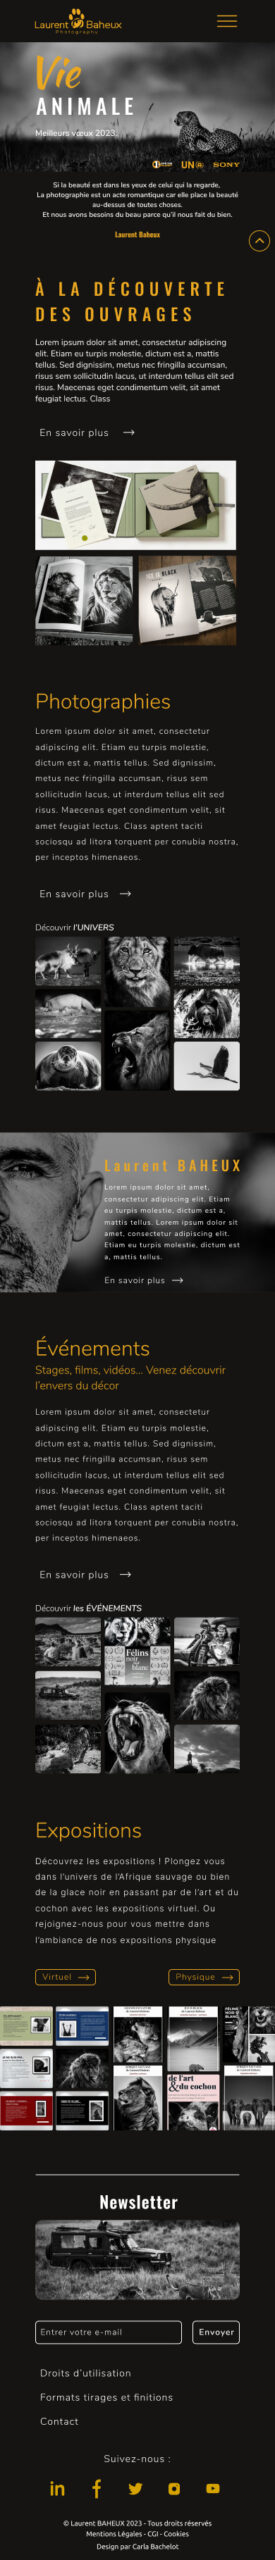 Laurent Baheux
Photography
Vie
ANIMALE
Meilleurs vœux 2023.
UN
SONY
Si la beauté est dans les yeux de celui qui la regarde,
La photographie est un acte romantique car elle place la beauté
au-dessus de toutes choses.
Et nous avons besoins du beau parce qu'il nous fait du bien.
Laurent Baheux
À LA DÉCOUVERTE
DES OUVRAGES
Lorem ipsum dolor sit amet, consectetur adipiscing
elit. Etiam eu turpis molestie, dictum est a, mattis
tellus. Sed dignissim, metus nec fringilla accumsan,
risus sem sollicitudin lacus, ut interdum tellus elit sed
risus. Maecenas eget condimentum velit, sit amet
feugiat lectus. Class
En savoir plus
BLACK
Photographies
Lorem ipsum dolor sit amet, consectetur
adipiscing elit. Etiam eu turpis molestie,
dictum est a, mattis tellus. Sed dignissim,
metus nec fringilla accumsan, risus sem
sollicitudin lacus, ut interdum tellus elit sed
risus. Maecenas eget condimentum velit, sit
amet feugiat lectus. Class aptent taciti
sociosqu ad litora torquent per conubia nostra,
per inceptos himenaeos.
En savoir plus
Découvrir l'UNIVERS
Laurent BAHEUX
Lorem ipsum dolor sit amet,
consectetur adipiscing elit. Etiam
eu turpis molestie, dictum est a,
mattis tellus. Lorem ipsum dolor sit
amet, consectetur adipiscing elit.
Etiam eu turpis molestie, dictum est
a, mattis tellus.
En savoir plus
Événements
Stages, films, vidéos... Venez découvrir
l'envers du décor
Lorem ipsum dolor sit amet, consectetur
adipiscing elit. Etiam eu turpis molestie,
dictum est a, mattis tellus. Sed dignissim,
metus nec fringilla accumsan, risus sem
sollicitudin lacus, ut interdum tellus elit sed
risus. Maecenas eget condimentum velit, sit
amet feugiat lectus. Class aptent taciti
sociosqu ad litora torquent per conubia nostra,
per inceptos himenaeos.
En savoir plus
Découvrir les ÉVÉNEMENTS
Félins
noir et
blanc
Expositions
Découvrez les expositions ! Plongez vous
dans l'univers de l'Afrique sauvage ou bien
de la glace noir en passant par de l'art et du
cochon avec les expositions virtuel. Ou
rejoignez-nous pour vous mettre dans
l'ambiance de nos expositions physique
Virtuel
Physique
de l'art
& du cochon
Newsletter
Entrer votre e-mail
Envoyer
Droits d'utilisation
Formats tirages et finitions
Contact
Suivez-nous :
© Laurent BAHEUX 2023 - Tous droits réservés
Mentions Légales - CGI - Cookies
Design par Carla Bachelot